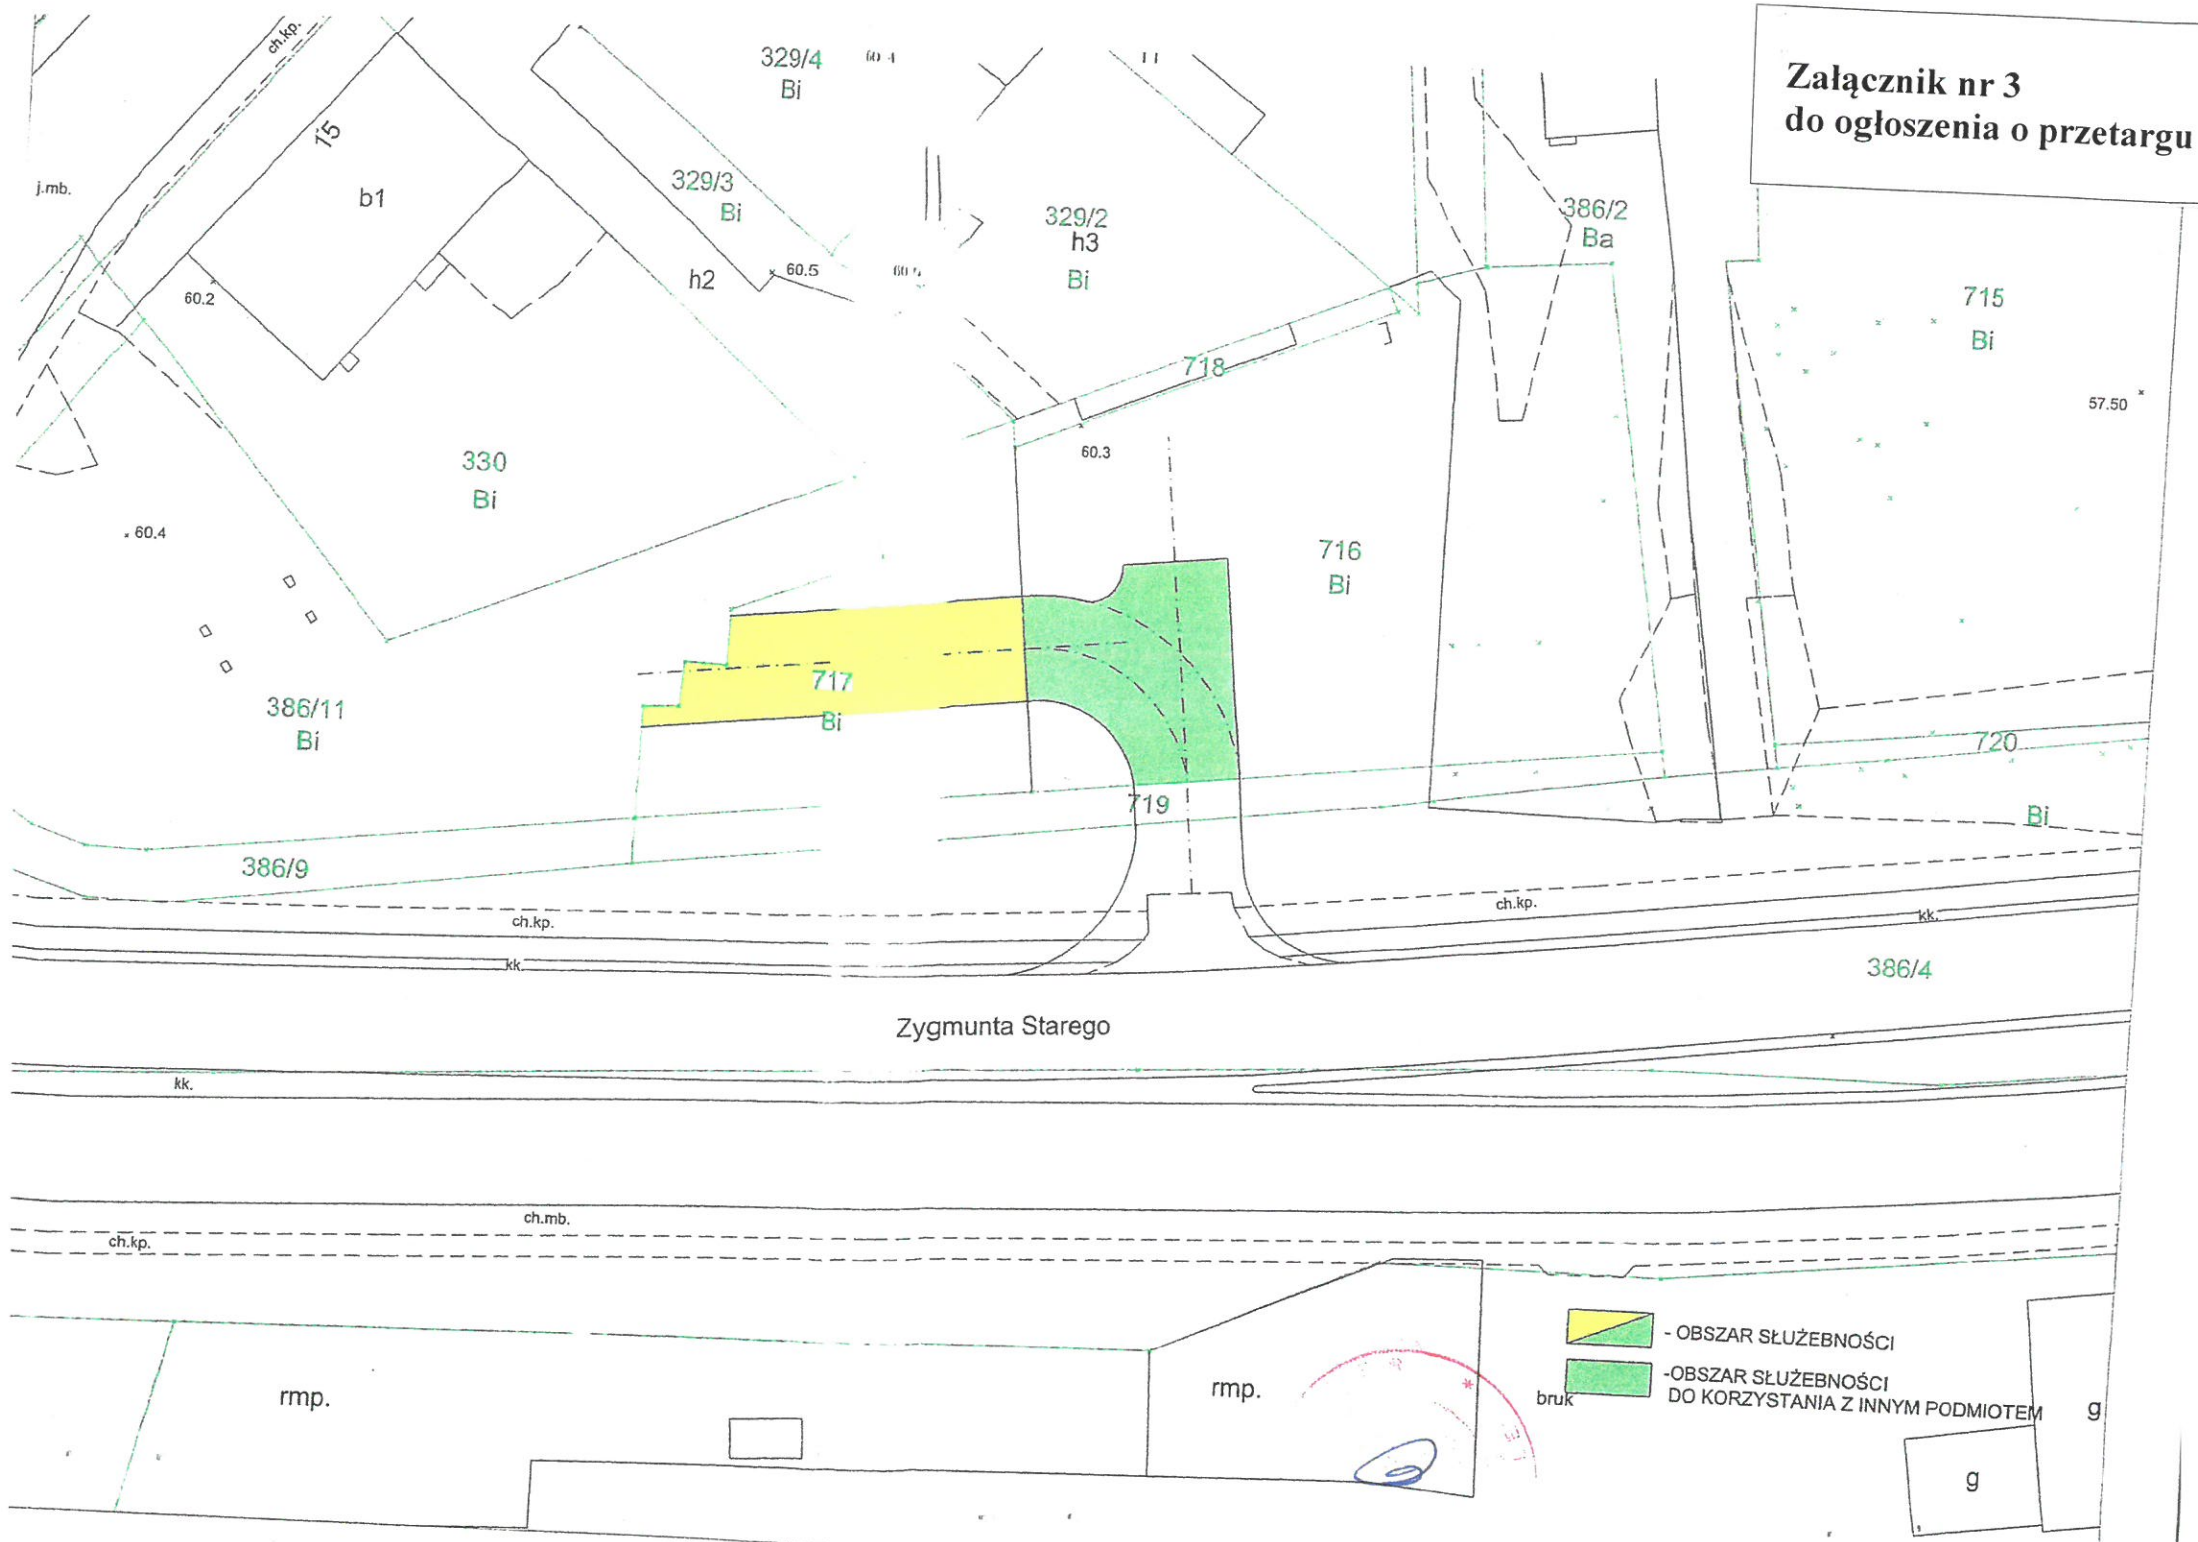 Załącznik nr 3
do ogłoszenia o przetargu
ch.kp.
15
b1
j.mb.
60.2
329/4
Bi
60.4
329/3
Bi
h2
60.5
329/2
h3
Bi
11
386/2
Ba
715
Bi
57.50
718
60.3
330
Bi
60.4
716
Bi
717
Bi
386/11
Bi
719
720
Bi
386/9
ch.kp.
kk.
ch.kp.
kk.
386/4
Zygmunta Starego
kk.
ch.mb.
ch.kp.
rmp.
rmp.
bruk
- OBSZAR SŁUŻEBNOŚCI
-OBSZAR SŁUŻEBNOŚCI
DO KORZYSTANIA Z INNYM PODMIOTEM
g
g